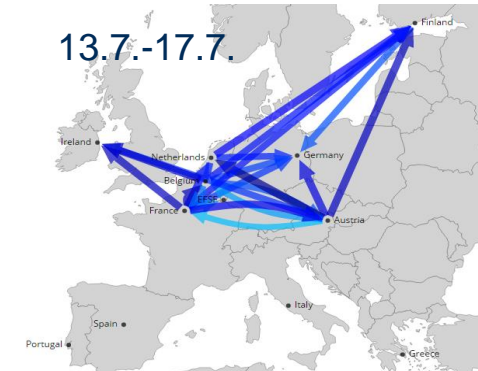 13.7.-17.7.
Finland
Ireland
Netherlands
Germany
Belgium
EFSF
France
Austria
Italy
Spain
Portugal
Greece